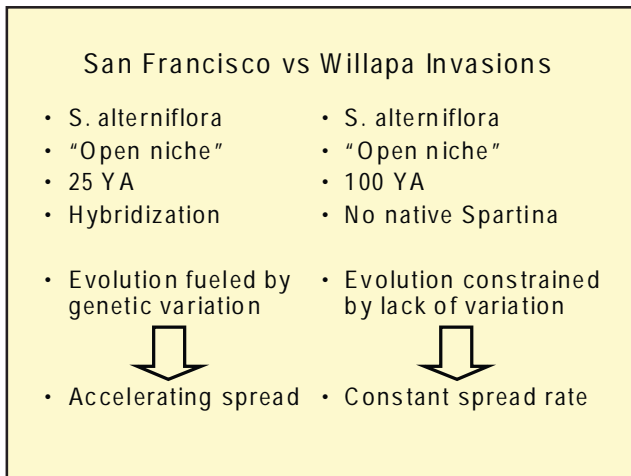 San Francisco vs Willapa Invasions
• S. alterniflora
• "Open niche"
• 25 YA
• Hybridization
• Evolution fueled by
genetic variation
• Accelerating spread
• S. alterniflora
• "Open niche"
• 100 YA
• No native Spartina
• Evolution constrained
by lack of variation
• Constant spread rate